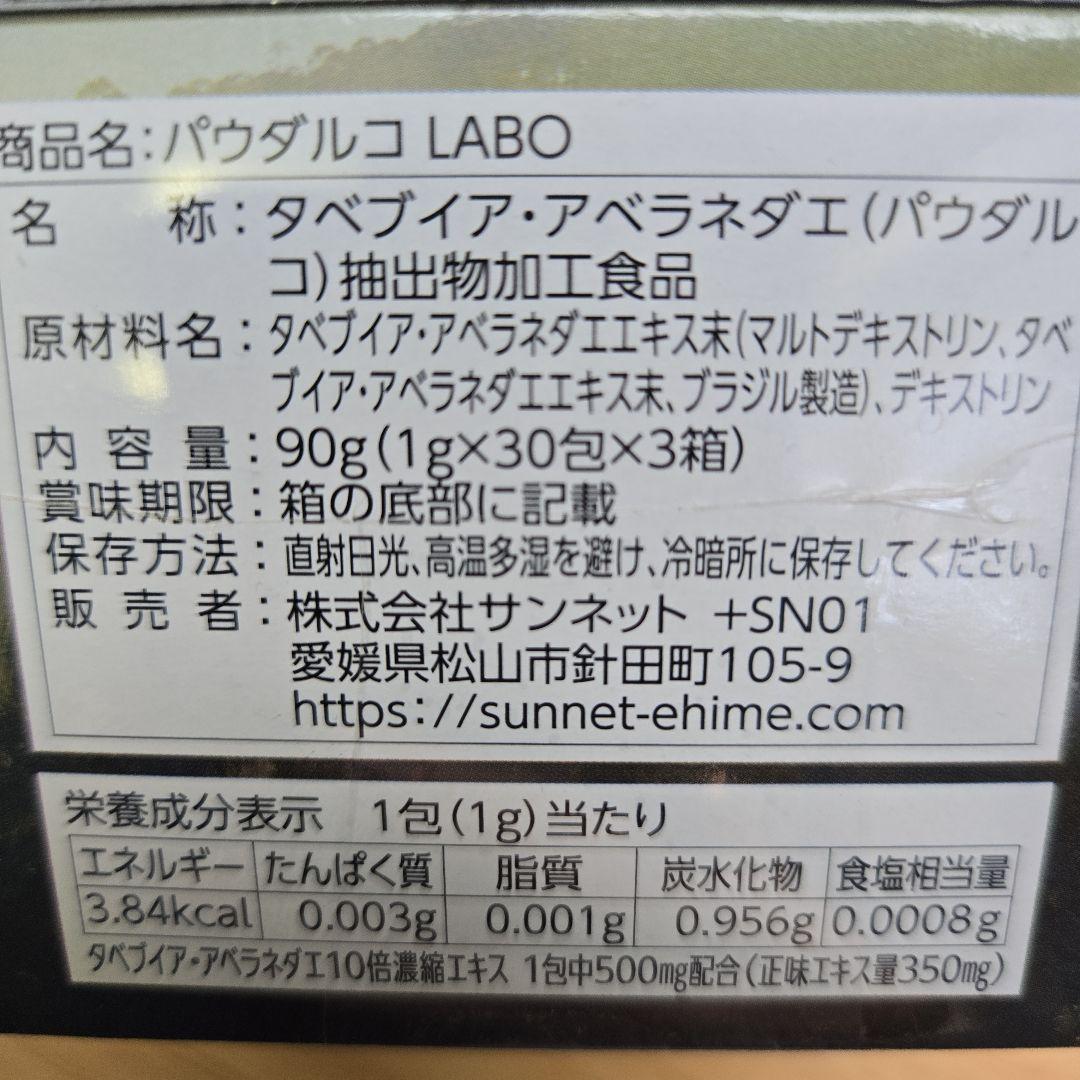 商品名：パウダルコ LABO
名 称：タベブイア・アベラネダエ（パウダル
コ）抽出物加工食品
原材料名：タベブイア・アベラネダエエキス末（マルトデキストリン、タベ
ブイア・アベラネダエエキス末、ブラジル製造）、デキストリン
内容量：90g（1g×30包×3箱）
賞味期限：箱の底部に記載
保存方法：直射日光、高温多湿を避け、冷暗所に保存してください。
販売者：株式会社サンネット +SN01
愛媛県松山市針田町105-9
https://sunnet-ehime.com
栄養成分表示 1包（1g）当たり
エネルギー たんぱく質 脂質 炭水化物 食塩相当量
3.84kcal 0.003g 0.001g 0.956g 0.0008g
タベブイア・アベラネダエ10倍濃縮エキス 1包中500mg配合（正味エキス量350mg）